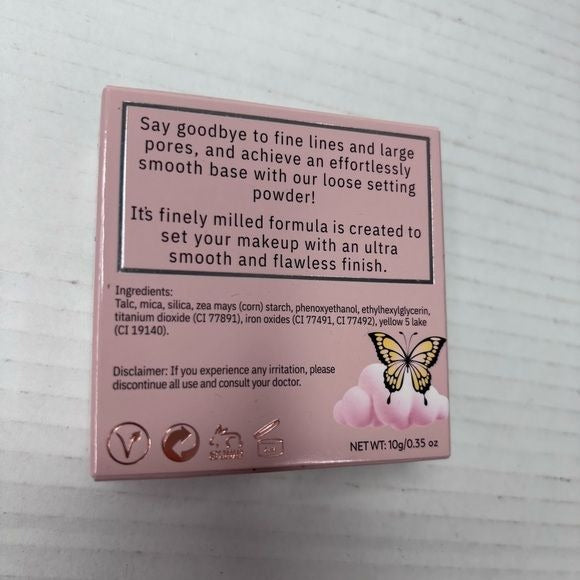 Say goodbye to fine lines and large
pores, and achieve an effortlessly
smooth base with our loose setting
powder!
It's finely milled formula is created to
set your makeup with an ultra
smooth and flawless finish.
Ingredients:
Talc, mica, silica, zea mays (corn) starch, phenoxyethanol, ethylhexylglycerin,
titanium dioxide (CI 77891), iron oxides (CI 77491, CI 77492), yellow 5 lake
(CI 19140).
Disclaimer: If you experience any irritation, please
discontinue all use and consult your doctor.
NET WT: 10g/0.35 oz